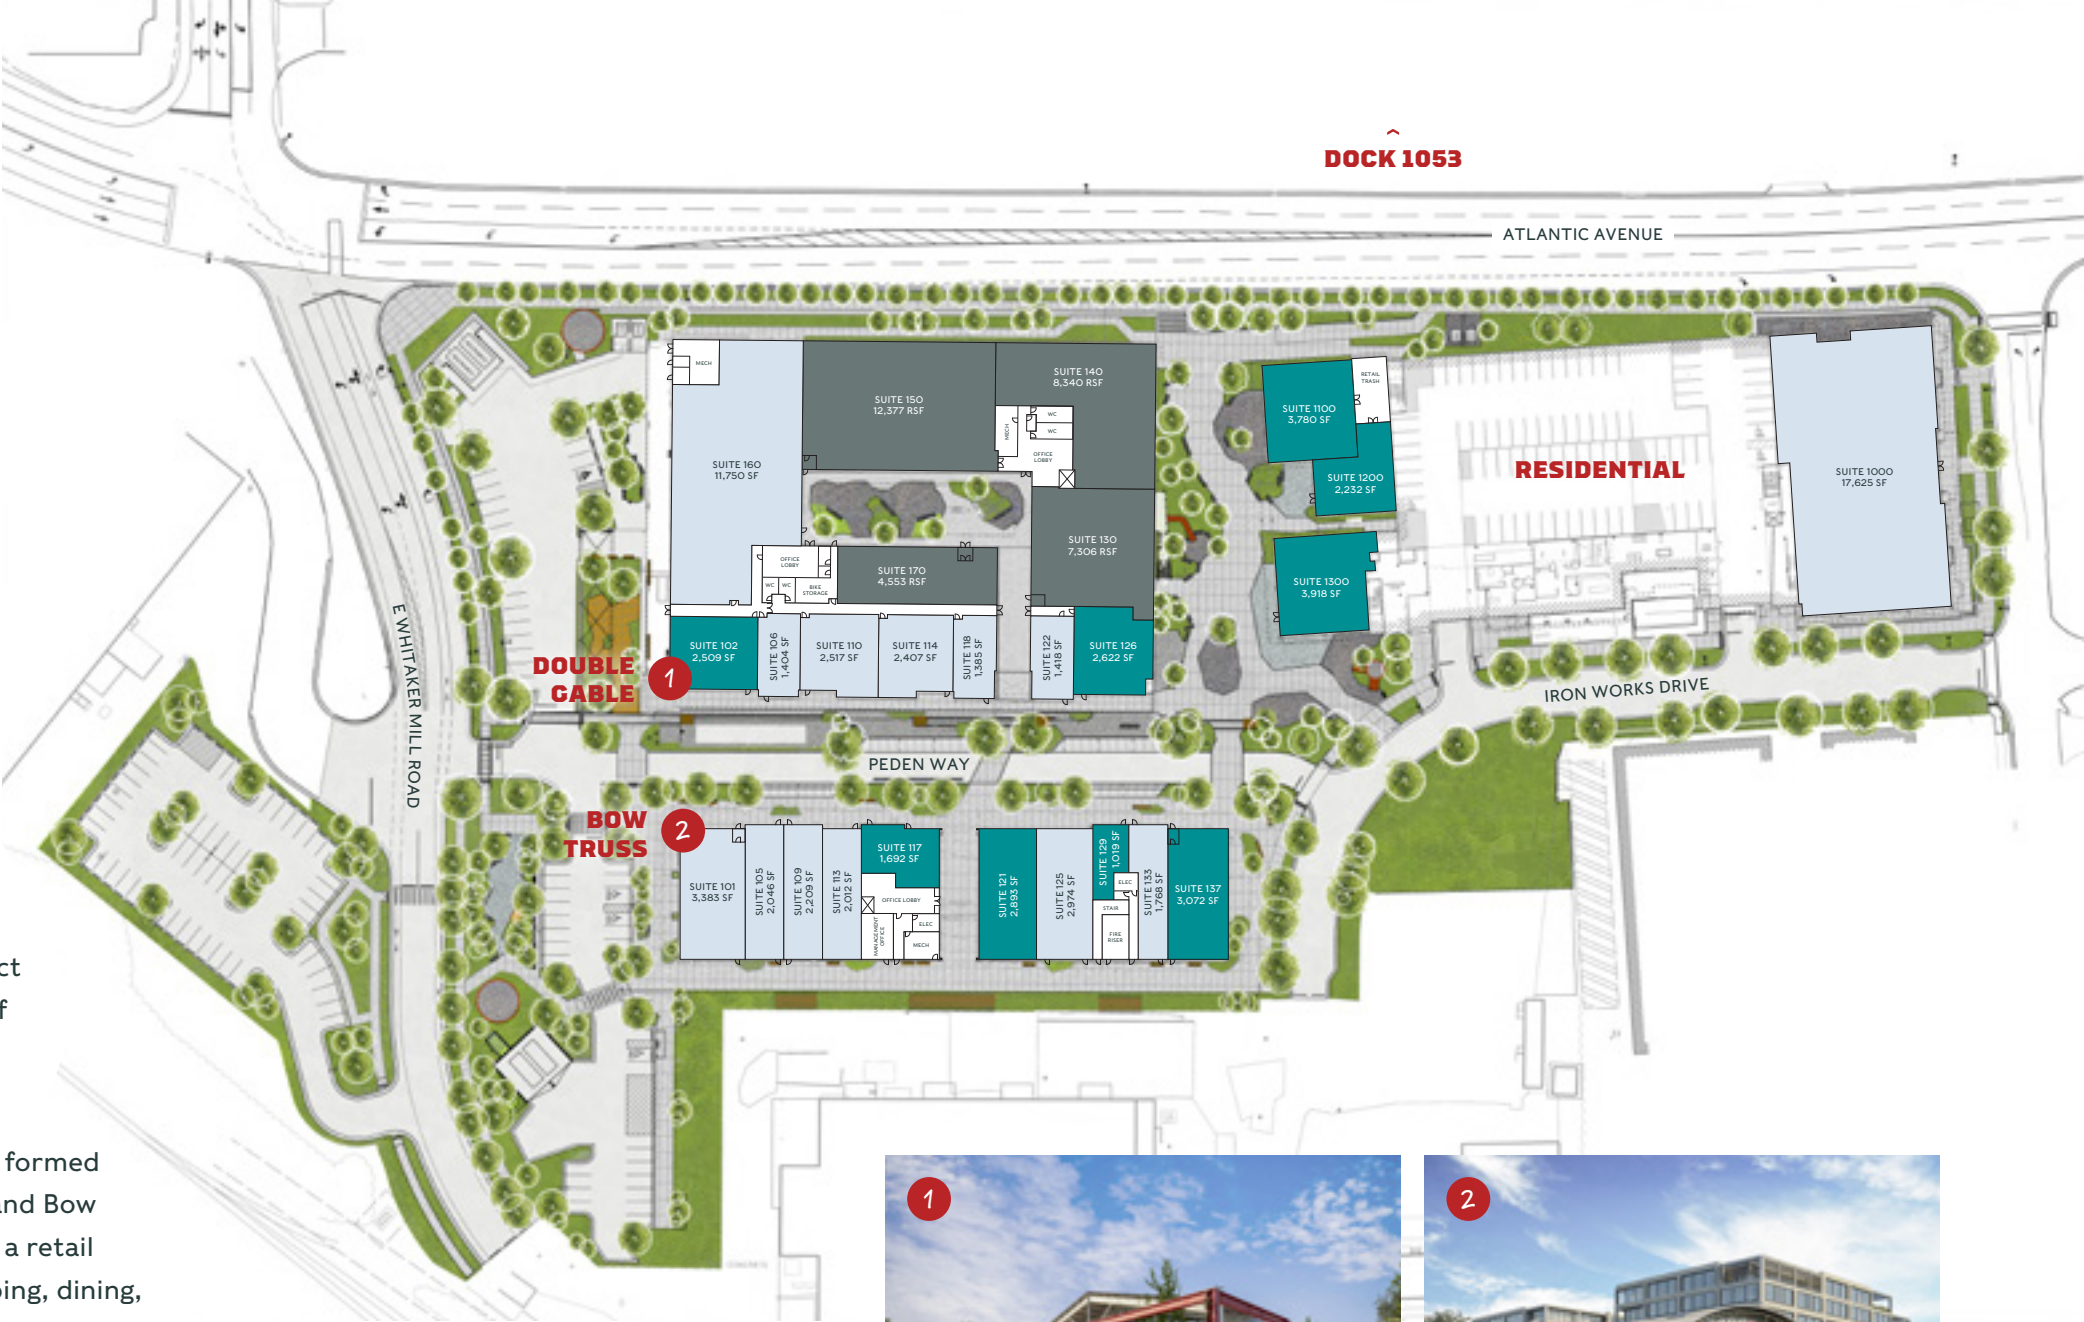 DOCK 1053
ATLANTIC AVENUE
MECH
SUITE 160
11,750 SF
SUITE 150
12,377 RSF
SUITE 140
8,340 RSF
MECH
WC
WC
OFFICE
LOBBY
SUITE 130
7,306 RSF
SUITE 170
4,553 RSF
OFFICE
LOBBY
WC
WC
BIKE
STORAGE
SUITE 1100
3,780 SF
RETAIL
TRASH
SUITE 1200
2,232 SF
SUITE 1300
3,918 SF
RESIDENTIAL
SUITE 1000
17,625 SF
DOUBLE
GABLE
1
SUITE 102
2,509 SF
SUITE 106
1,404 SF
SUITE 110
2,517 SF
SUITE 114
2,407 SF
SUITE 118
1,385 SF
SUITE 122
1,418 SF
SUITE 126
2,622 SF
E WHITAKER MILL ROAD
IRON WORKS DRIVE
PEDEN WAY
BOW
TRUSS
2
SUITE 101
3,383 SF
SUITE 105
2,046 SF
SUITE 109
2,209 SF
SUITE 113
2,012 SF
SUITE 117
1,692 SF
OFFICE LOBBY
MANAGEMENT
OFFICE
ELEC
MECH
SUITE 121
2,893 SF
SUITE 125
2,974 SF
SUITE 129
1,019 SF
ELEC
STAIR
FIRE
RISER
SUITE 133
1,768 SF
SUITE 137
3,072 SF
ct
f
formed
and Bow
a retail
ping, dining,
1
2